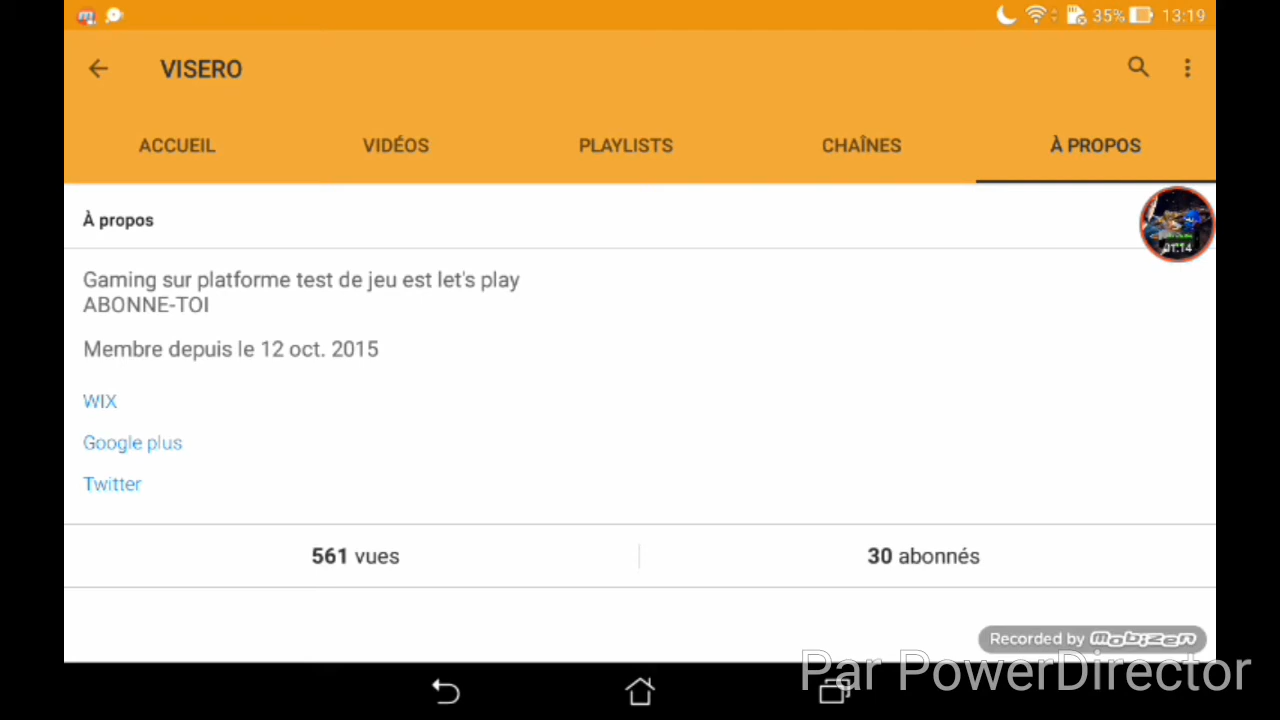 35% 13:19
VISERO
ACCUEIL VIDÉOS PLAYLISTS CHAÎNES À PROPOS
À propos
01:14
Gaming sur platforme test de jeu est let's play
ABONNE-TOI
Membre depuis le 12 oct. 2015
WIX
Google plus
Twitter
561 vues 30 abonnés
Recorded by mobizen
Par PowerDirector